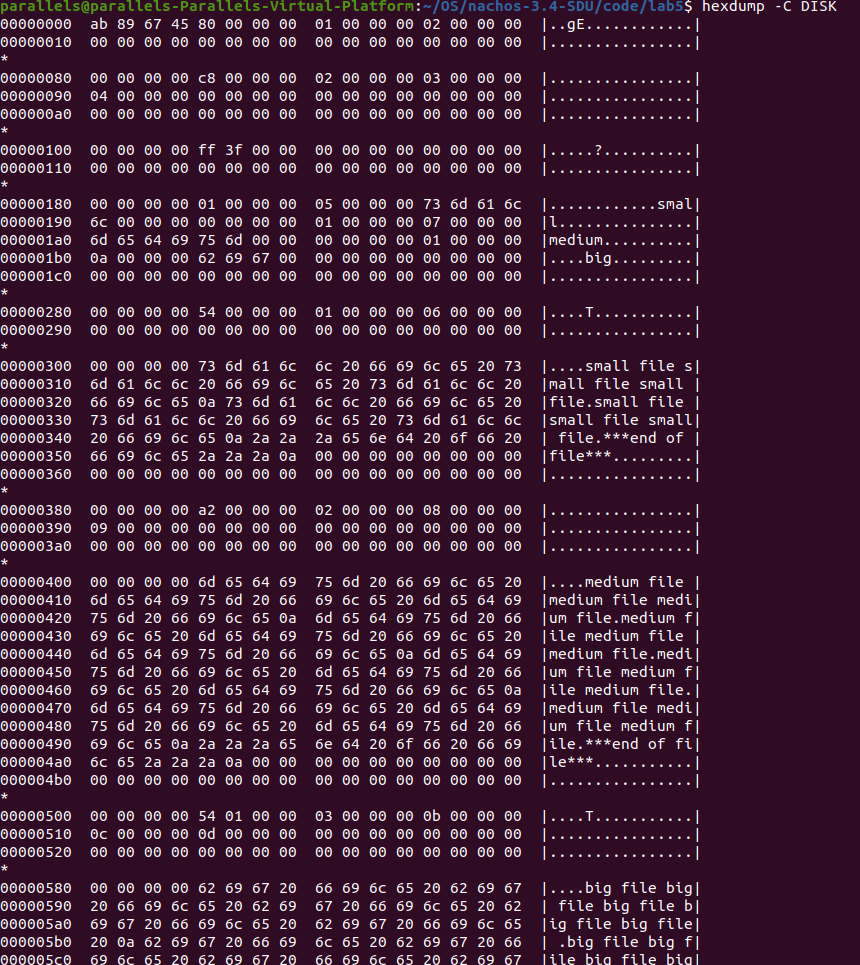 parallels@parallels-Parallels-Virtual-Platform:~/OS/nachos-3.4-SDU/code/lab5$ hexdump -C DISK
00000000  ab 89 67 45 80 00 00 00  01 00 00 00 02 00 00 00  |..gE............|
00000010  00 00 00 00 00 00 00 00  00 00 00 00 00 00 00 00  |................|
*
00000080  00 00 00 00 c8 00 00 00  02 00 00 00 03 00 00 00  |................|
00000090  04 00 00 00 00 00 00 00  00 00 00 00 00 00 00 00  |................|
000000a0  00 00 00 00 00 00 00 00  00 00 00 00 00 00 00 00  |................|
*
00000100  00 00 00 00 ff 3f 00 00  00 00 00 00 00 00 00 00  |.....?..........|
00000110  00 00 00 00 00 00 00 00  00 00 00 00 00 00 00 00  |................|
*
00000180  00 00 00 00 01 00 00 00  05 00 00 00 73 6d 61 6c  |............smal|
00000190  6c 00 00 00 00 00 00 00  01 00 00 00 07 00 00 00  |l...............|
000001a0  6d 65 64 69 75 6d 00 00  00 00 00 00 01 00 00 00  |medium..........|
000001b0  0a 00 00 00 62 69 67 00  00 00 00 00 00 00 00 00  |....big.........|
000001c0  00 00 00 00 00 00 00 00  00 00 00 00 00 00 00 00  |................|
*
00000280  00 00 00 00 54 00 00 00  01 00 00 00 06 00 00 00  |....T...........|
00000290  00 00 00 00 00 00 00 00  00 00 00 00 00 00 00 00  |................|
*
00000300  00 00 00 00 73 6d 61 6c  6c 20 66 69 6c 65 20 73  |....small file s|
00000310  6d 61 6c 6c 20 66 69 6c  65 20 73 6d 61 6c 6c 20  |mall file small |
00000320  66 69 6c 65 0a 73 6d 61  6c 6c 20 66 69 6c 65 20  |file.small file |
00000330  73 6d 61 6c 6c 20 66 69  6c 65 20 73 6d 61 6c 6c  |small file small|
00000340  20 66 69 6c 65 0a 2a 2a  2a 65 6e 64 20 6f 66 20  | file.***end of |
00000350  66 69 6c 65 2a 2a 2a 0a  00 00 00 00 00 00 00 00  |file***.........|
00000360  00 00 00 00 00 00 00 00  00 00 00 00 00 00 00 00  |................|
*
00000380  00 00 00 00 a2 00 00 00  02 00 00 00 08 00 00 00  |................|
00000390  09 00 00 00 00 00 00 00  00 00 00 00 00 00 00 00  |................|
000003a0  00 00 00 00 00 00 00 00  00 00 00 00 00 00 00 00  |................|
*
00000400  00 00 00 00 6d 65 64 69  75 6d 20 66 69 6c 65 20  |....medium file |
00000410  6d 65 64 69 75 6d 20 66  69 6c 65 20 6d 65 64 69  |medium file medi|
00000420  75 6d 20 66 69 6c 65 0a  6d 65 64 69 75 6d 20 66  |um file.medium f|
00000430  69 6c 65 20 6d 65 64 69  75 6d 20 66 69 6c 65 20  |ile medium file |
00000440  6d 65 64 69 75 6d 20 66  69 6c 65 0a 6d 65 64 69  |medium file.medi|
00000450  75 6d 20 66 69 6c 65 20  6d 65 64 69 75 6d 20 66  |um file medium f|
00000460  69 6c 65 20 6d 65 64 69  75 6d 20 66 69 6c 65 0a  |ile medium file.|
00000470  6d 65 64 69 75 6d 20 66  69 6c 65 20 6d 65 64 69  |medium file medi|
00000480  75 6d 20 66 69 6c 65 20  6d 65 64 69 75 6d 20 66  |um file medium f|
00000490  69 6c 65 0a 2a 2a 2a 65  6e 64 20 6f 66 20 66 69  |ile.***end of fi|
000004a0  6c 65 2a 2a 2a 0a 00 00  00 00 00 00 00 00 00 00  |le***...........|
000004b0  00 00 00 00 00 00 00 00  00 00 00 00 00 00 00 00  |................|
*
00000500  00 00 00 00 54 01 00 00  03 00 00 00 0b 00 00 00  |....T...........|
00000510  0c 00 00 00 0d 00 00 00  00 00 00 00 00 00 00 00  |................|
00000520  00 00 00 00 00 00 00 00  00 00 00 00 00 00 00 00  |................|
*
00000580  00 00 00 00 62 69 67 20  66 69 6c 65 20 62 69 67  |....big file big|
00000590  20 66 69 6c 65 20 62 69  67 20 66 69 6c 65 20 62  | file big file b|
000005a0  69 67 20 66 69 6c 65 20  62 69 67 20 66 69 6c 65  |ig file big file|
000005b0  20 0a 62 69 67 20 66 69  6c 65 20 62 69 67 20 66  | .big file big f|
000005c0  69 6c 65 20 62 69 67 20  66 69 6c 65 20 62 69 67  |ile big file big|